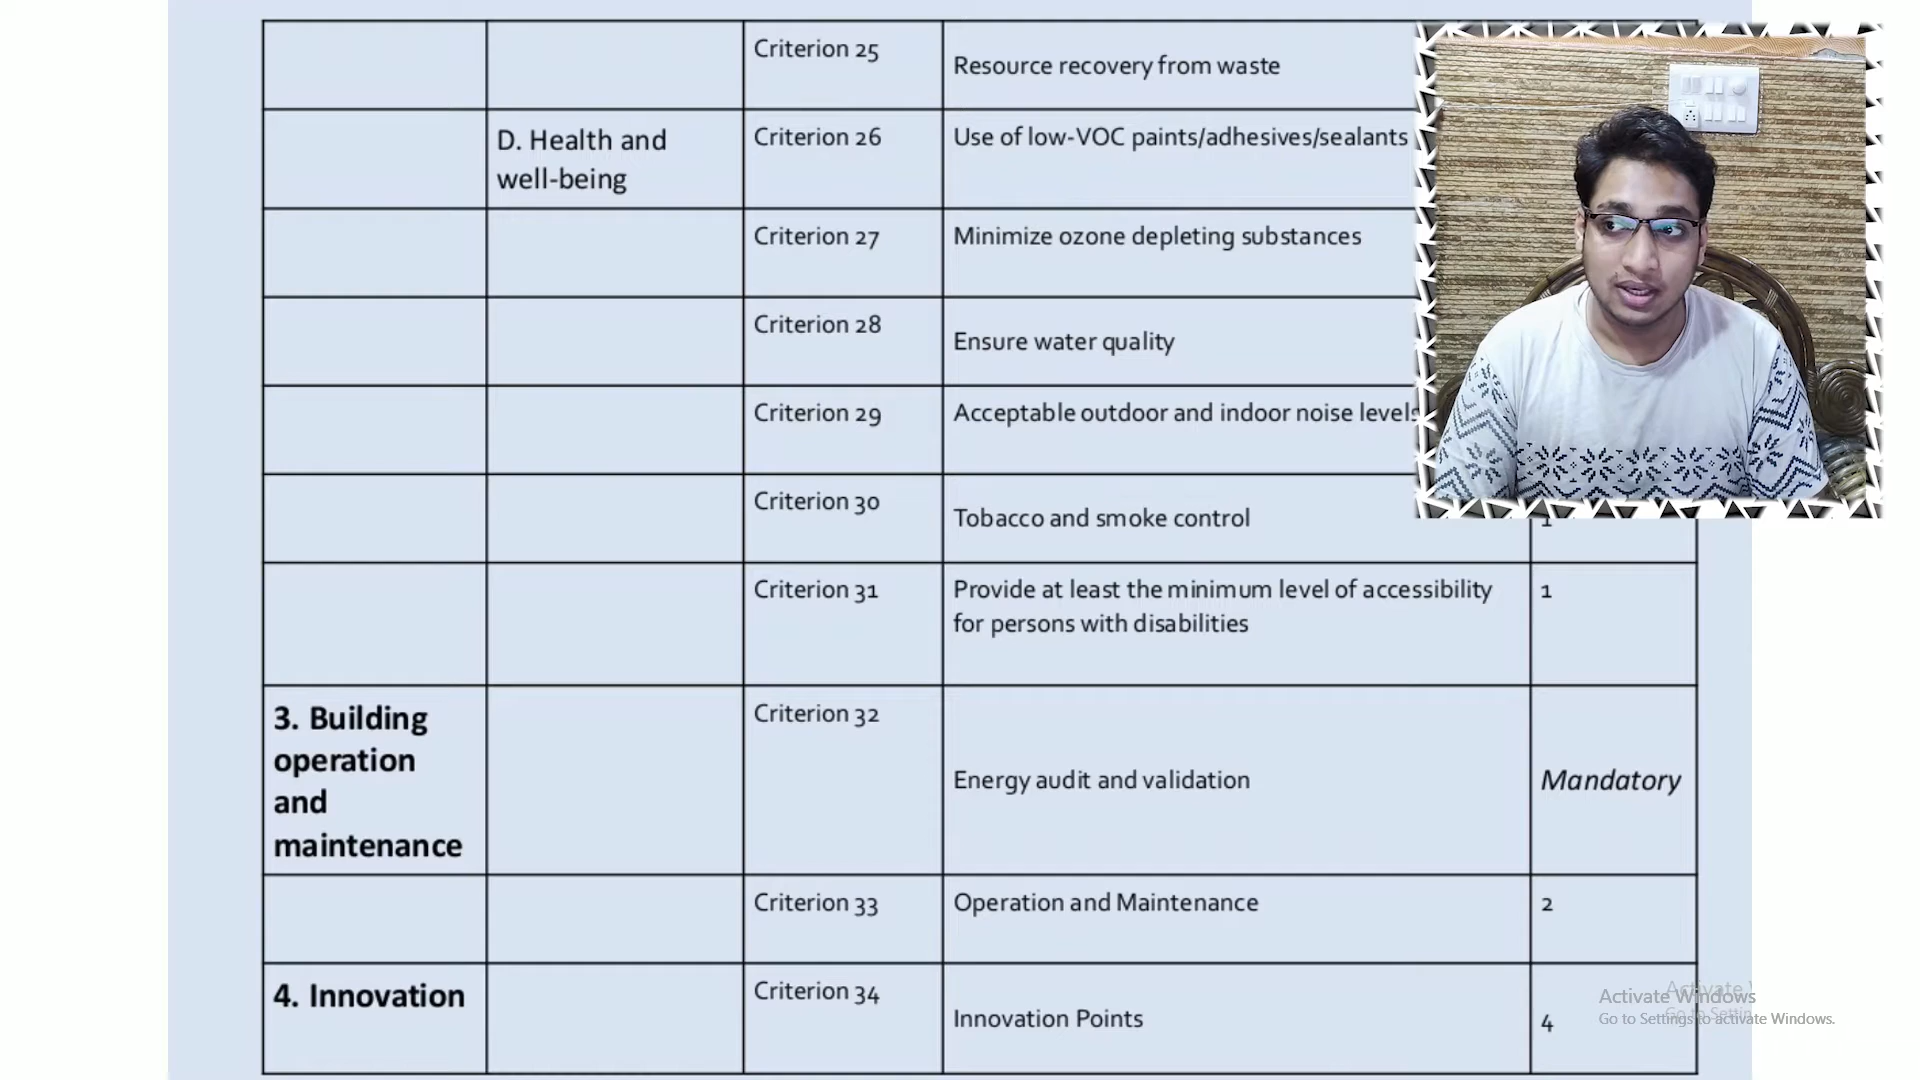 Criterion 25
Resource recovery from waste
D. Health and
well-being
Criterion 26
Use of low-VOC paints/adhesives/sealants
Criterion 27
Minimize ozone depleting substances
Criterion 28
Ensure water quality
Criterion 29
Acceptable outdoor and indoor noise levels
Criterion 30
Tobacco and smoke control
1
Criterion 31
Provide at least the minimum level of accessibility
for persons with disabilities
1
3. Building
operation
and
maintenance
Criterion 32
Energy audit and validation
Mandatory
Criterion 33
Operation and Maintenance
2
4. Innovation
Criterion 34
Innovation Points
4
Activate Windows
Go to Settings to activate Windows.